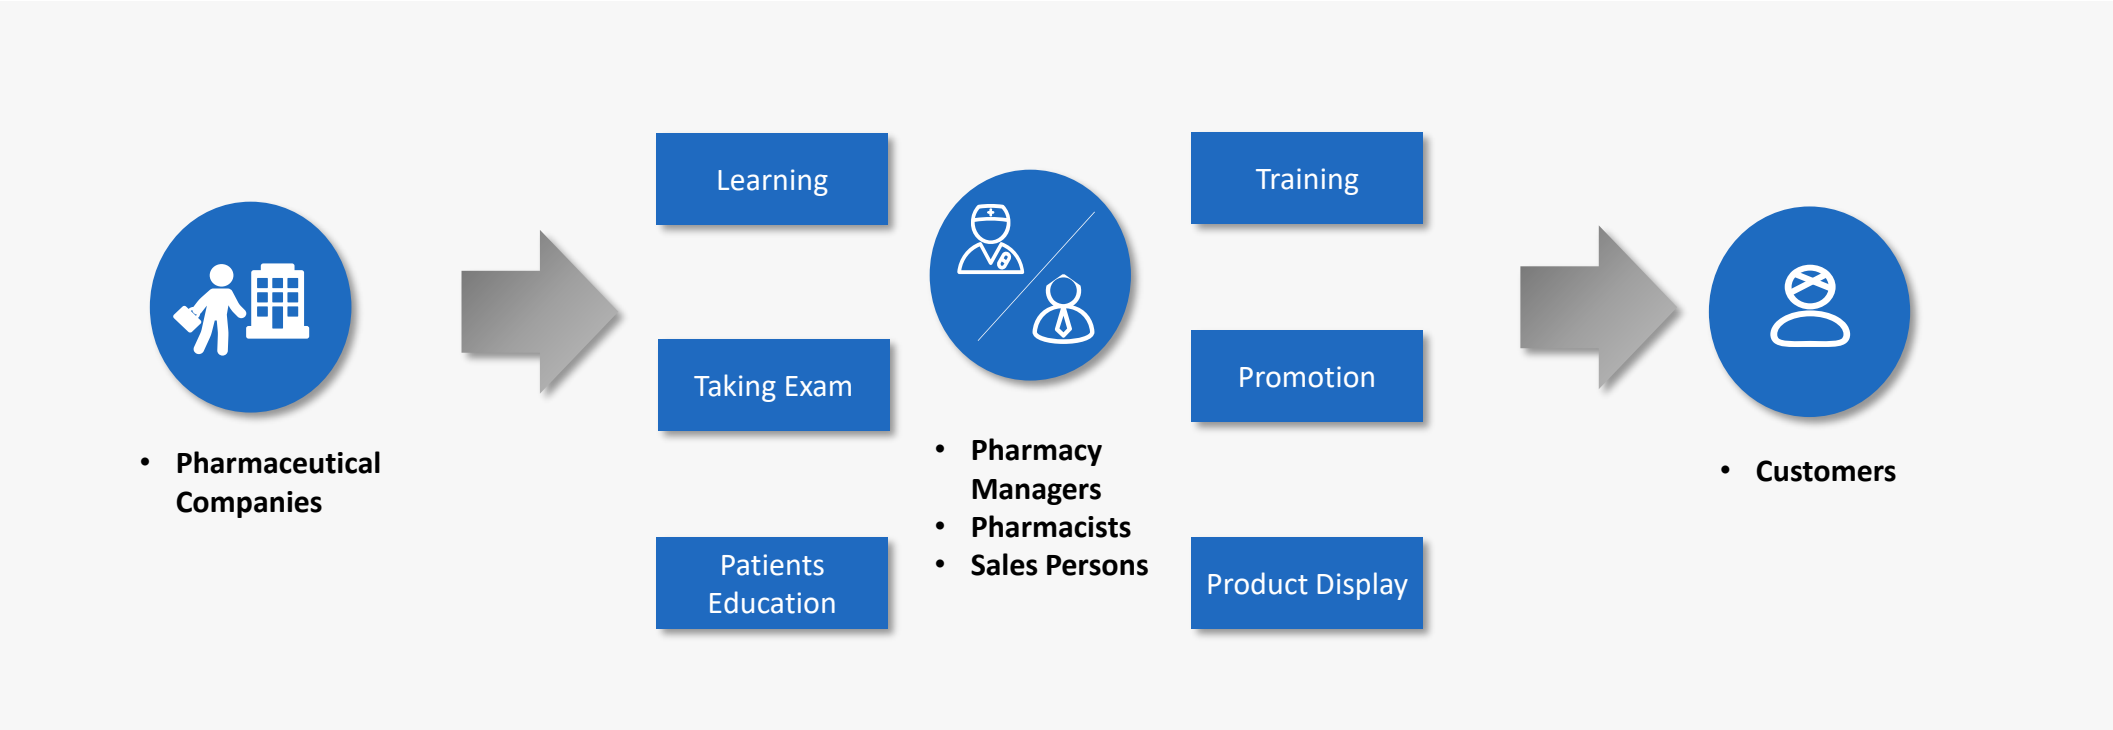 Learning
Training
Taking Exam
Promotion
• Pharmaceutical
Companies
• Pharmacy
Managers
• Pharmacists
• Sales Persons
• Customers
Patients
Education
Product Display